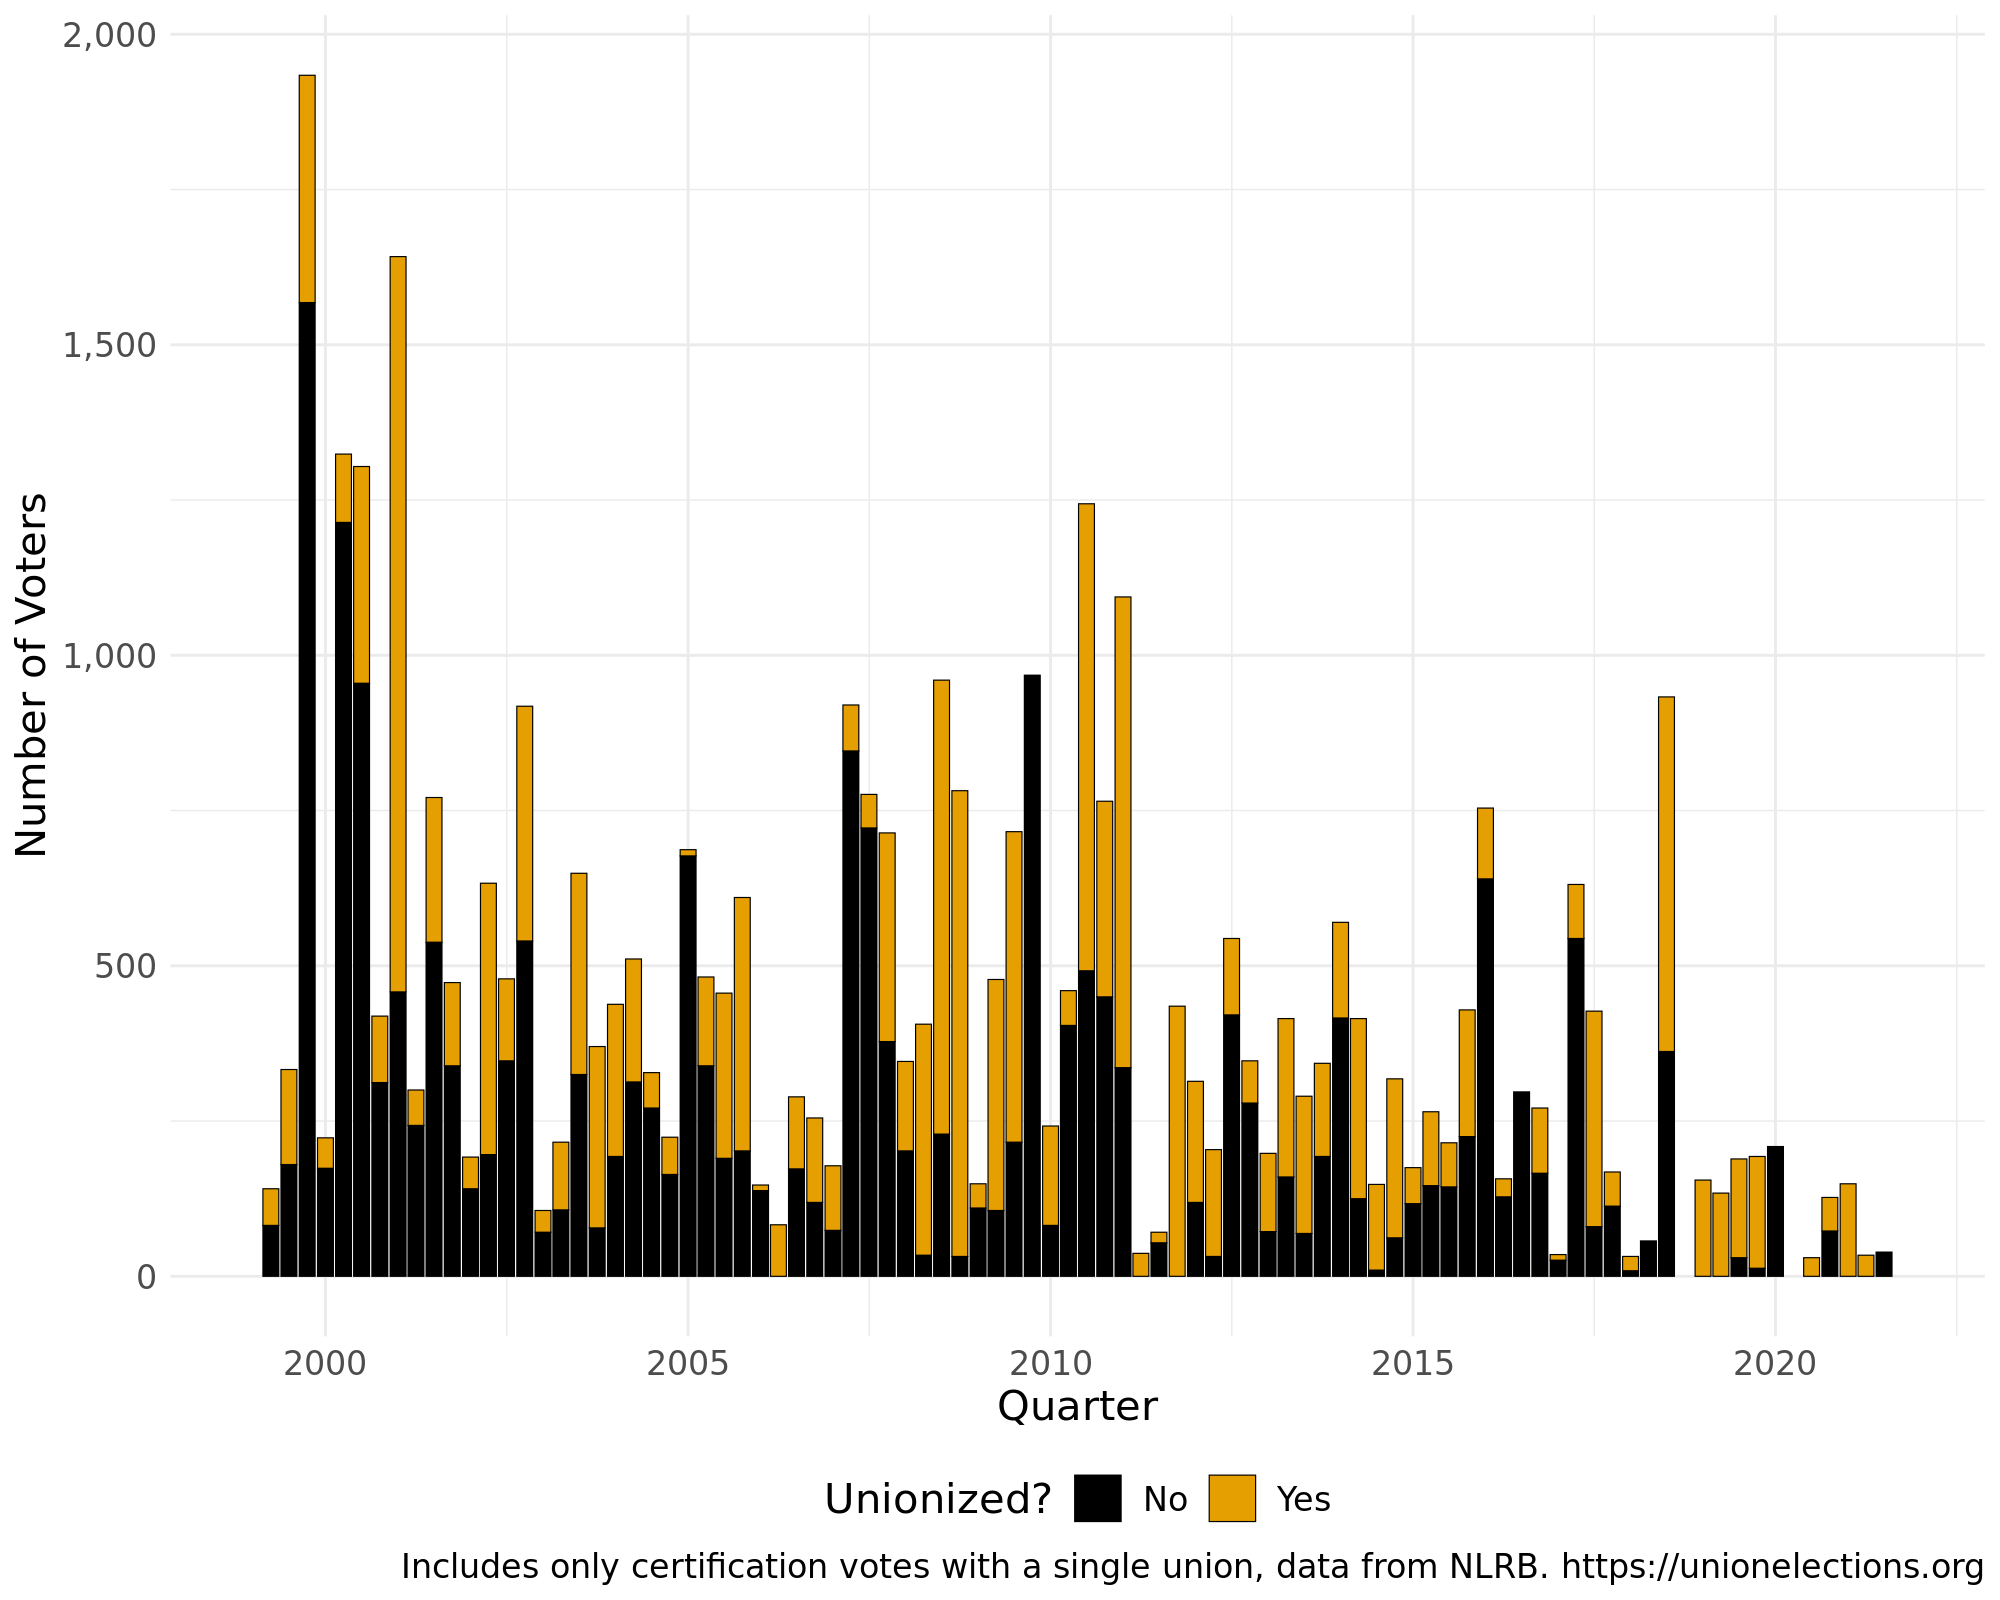 2,000
1,500
1,000
500
0
Number of Voters
2000 2005 2010 2015 2020
Quarter
Unionized? No Yes
Includes only certification votes with a single union, data from NLRB. https://unionelections.org